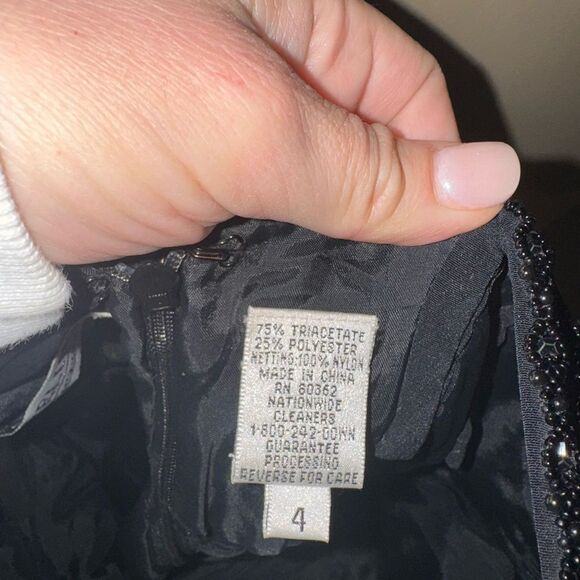 75% TRIACETATE
25% POLYESTER
NETTING:100% NYLON
MADE IN CHINA
RN 60362
NATIONWIDE
CLEANERS
1-800-242-GOWN
GUARANTEE
PROCESSING
REVERSE FOR CARE
4